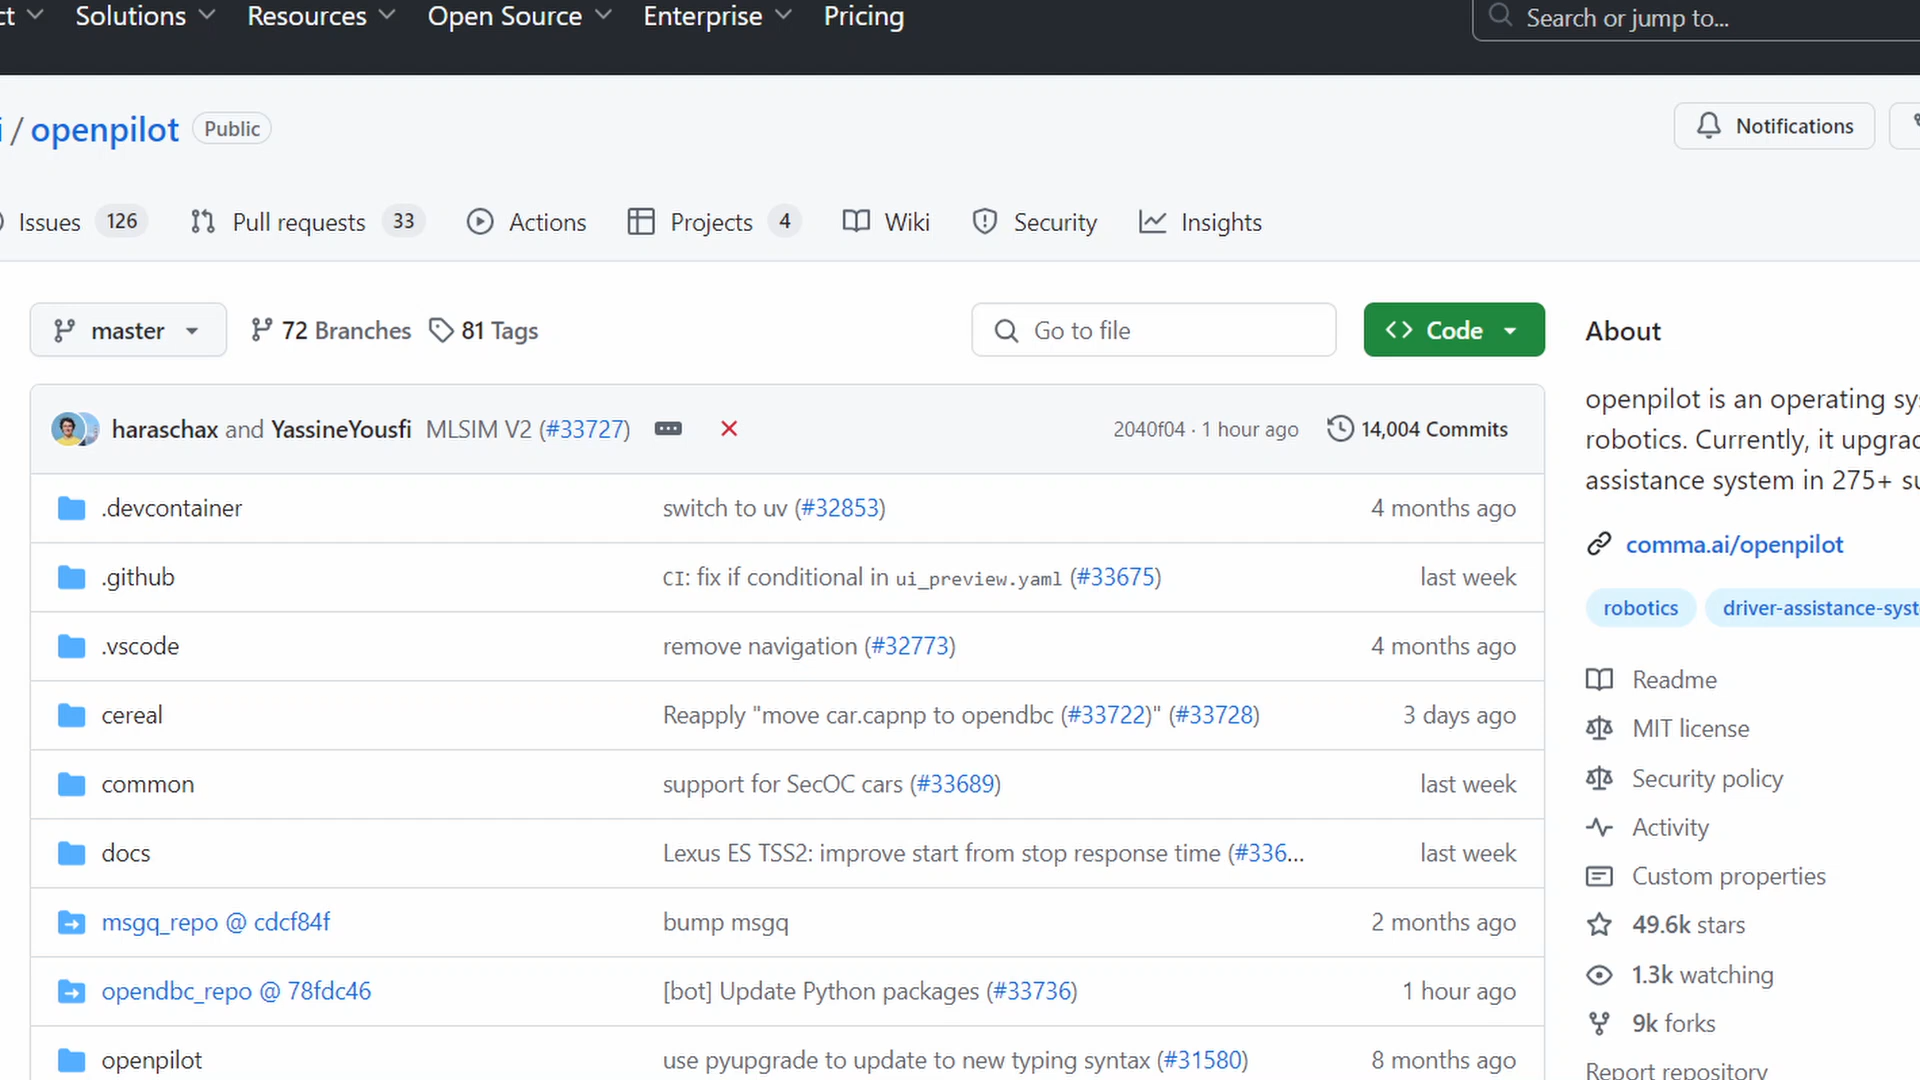 ct Solutions Resources Open Source Enterprise Pricing Search or jump to...
i / openpilot Public Notifications
Issues 126 Pull requests 33 Actions Projects 4 Wiki Security Insights
master 72 Branches 81 Tags Go to file Code
haraschax and YassineYousfi MLSIM V2 (#33727) 2040f04 · 1 hour ago 14,004 Commits
.devcontainer switch to uv (#32853) 4 months ago
.github CI: fix if conditional in ui_preview.yaml (#33675) last week
.vscode remove navigation (#32773) 4 months ago
cereal Reapply "move car.capnp to opendbc (#33722)" (#33728) 3 days ago
common support for SecOC cars (#33689) last week
docs Lexus ES TSS2: improve start from stop response time (#336... last week
msgq_repo @ cdcf84f bump msgq 2 months ago
opendbc_repo @ 78fdc46 [bot] Update Python packages (#33736) 1 hour ago
openpilot use pyupgrade to update to new typing syntax (#31580) 8 months ago
About
openpilot is an operating sys
robotics. Currently, it upgrad
assistance system in 275+ su
comma.ai/openpilot
robotics driver-assistance-syste
Readme
MIT license
Security policy
Activity
Custom properties
49.6k stars
1.3k watching
9k forks
Report repository